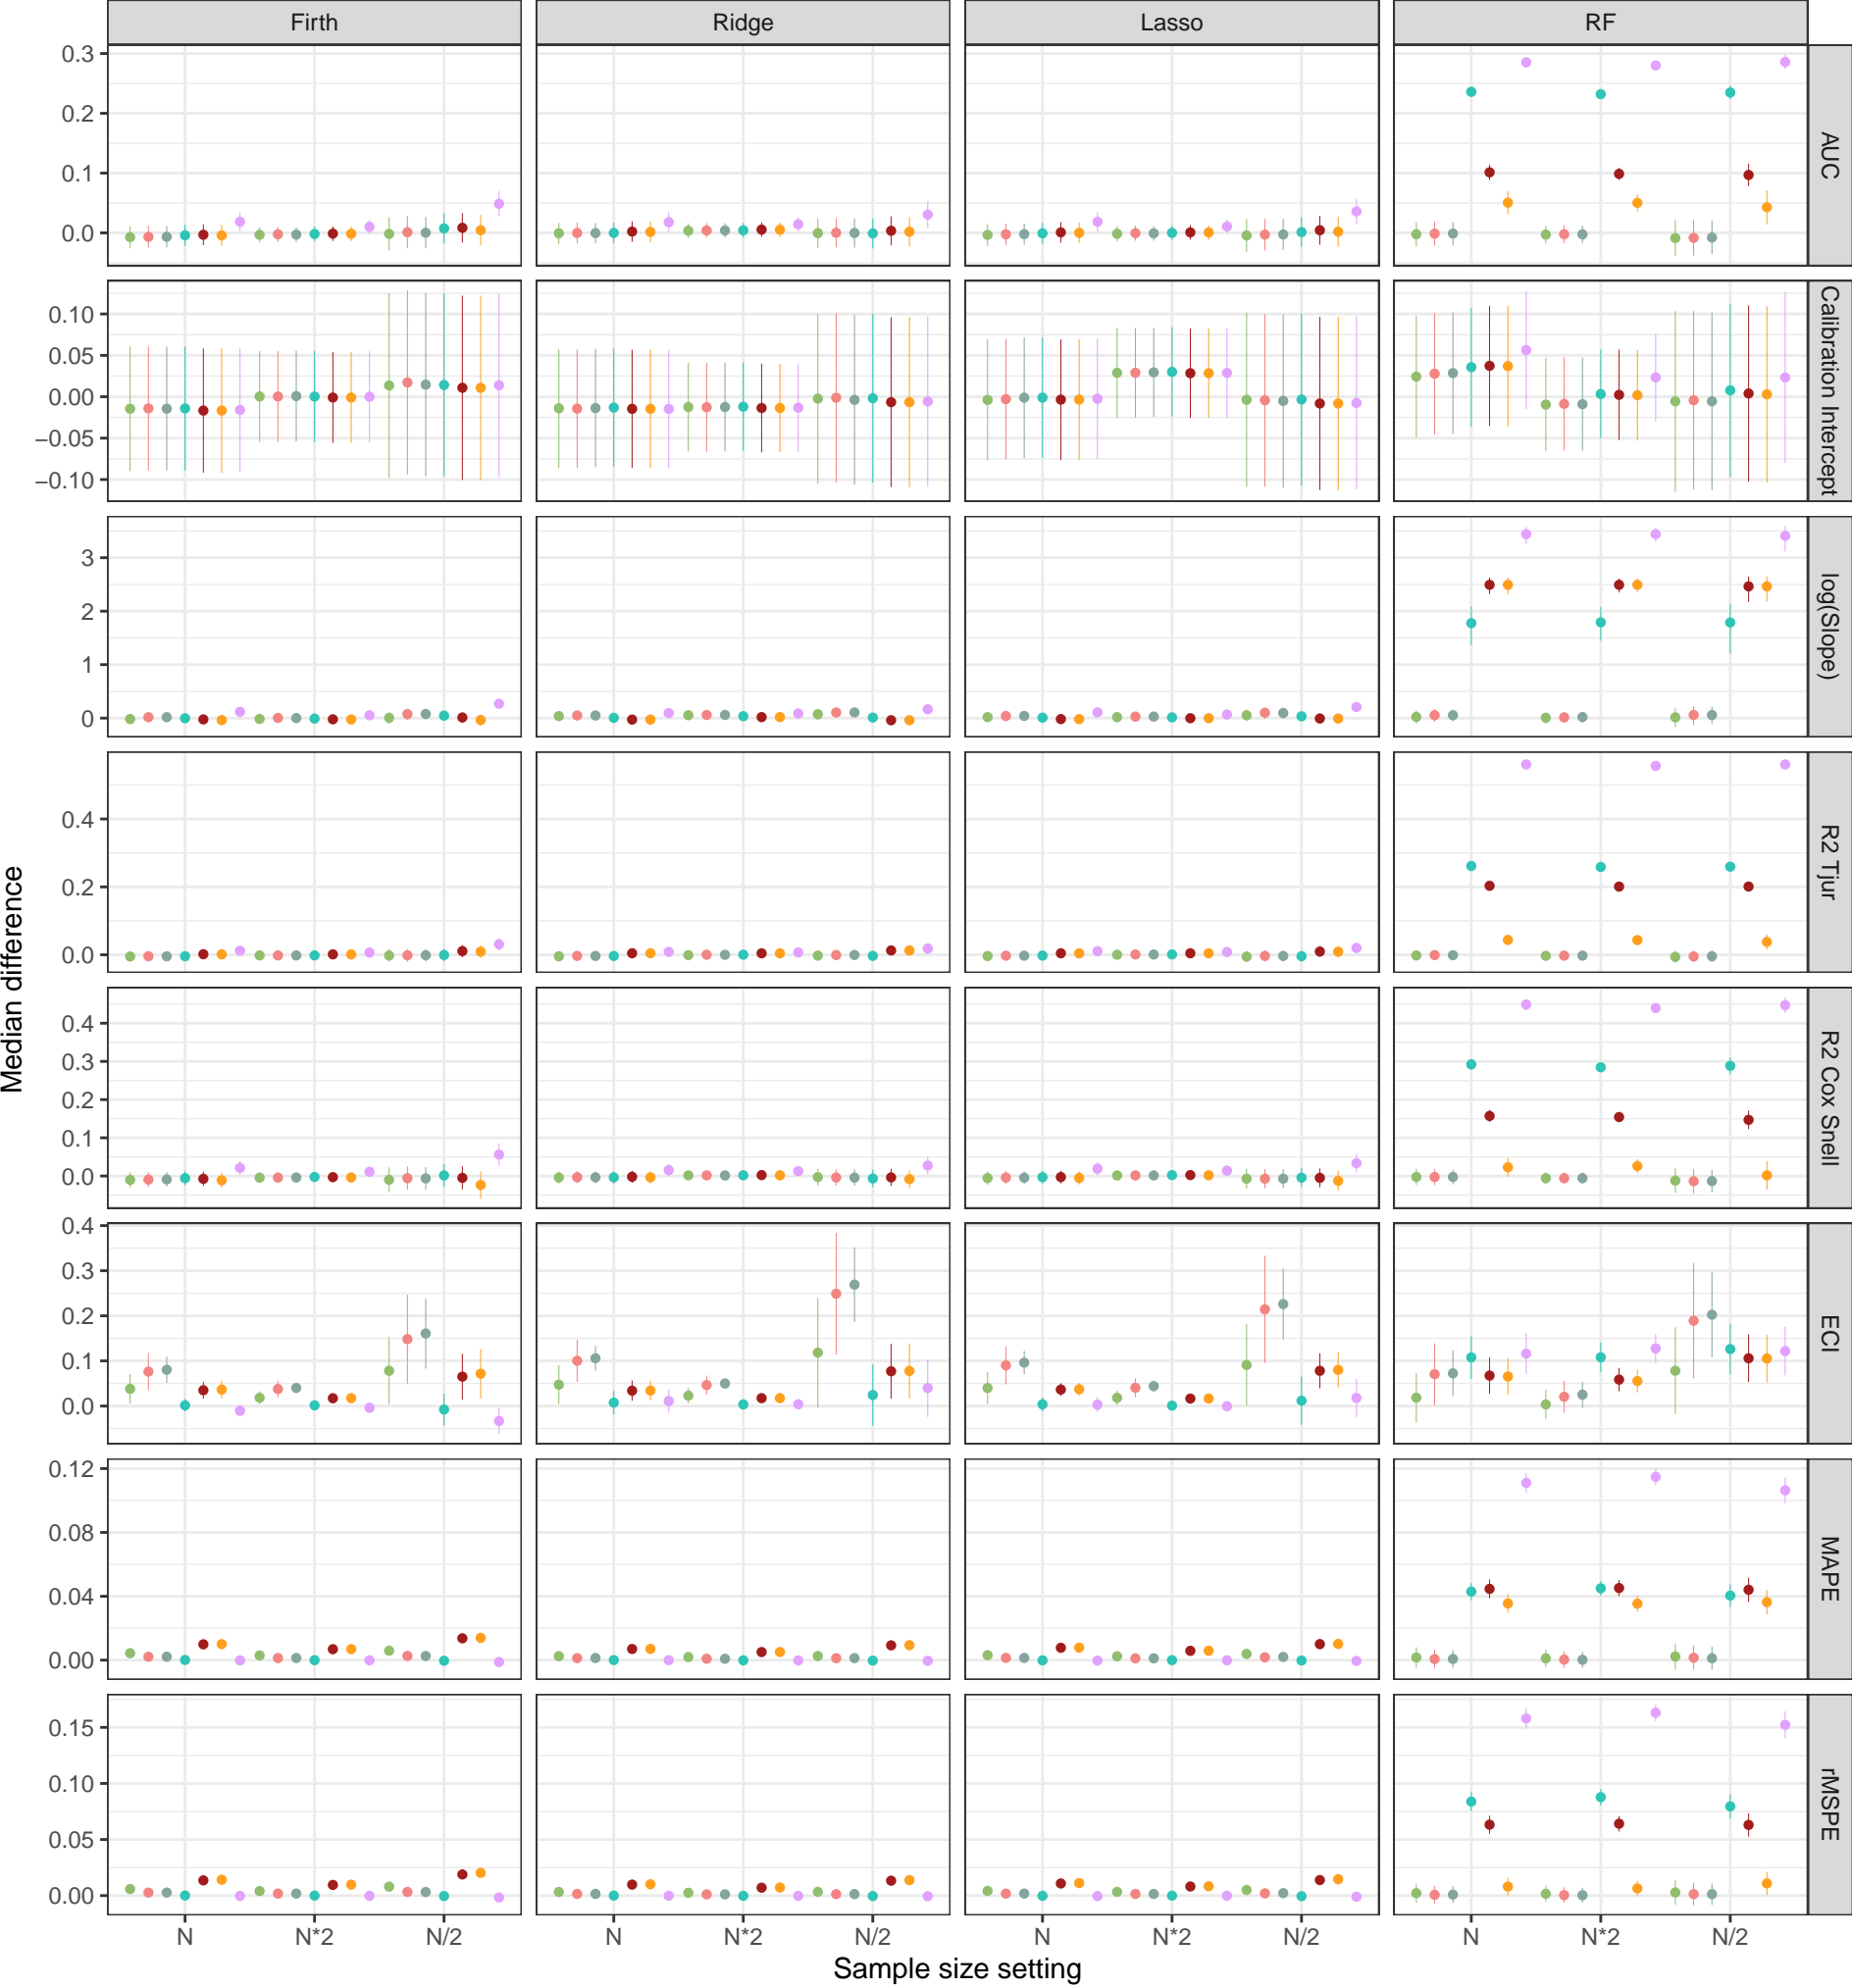 Firth Ridge Lasso RF
Median difference
0.3
0.2
0.1
0.0
AUC
0.10
0.05
0.00
−0.05
−0.10
Calibration Intercept
3
2
1
0
log(Slope)
0.4
0.2
0.0
R2 Tjur
0.4
0.3
0.2
0.1
0.0
R2 Cox Snell
0.4
0.3
0.2
0.1
0.0
ECI
0.12
0.08
0.04
0.00
MAPE
0.15
0.10
0.05
0.00
rMSPE
N N*2 N/2 N N*2 N/2 N N*2 N/2 N N*2 N/2
Sample size setting